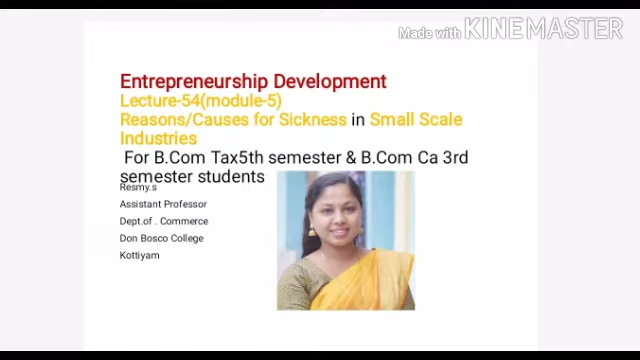 Made with KINEMASTER
Entrepreneurship Development
Lecture-54(module-5)
Reasons/Causes for Sickness in Small Scale
Industries
For B.Com Tax5th semester & B.Com Ca 3rd
semester students
Resmy.s
Assistant Professor
Dept.of . Commerce
Don Bosco College
Kottiyam